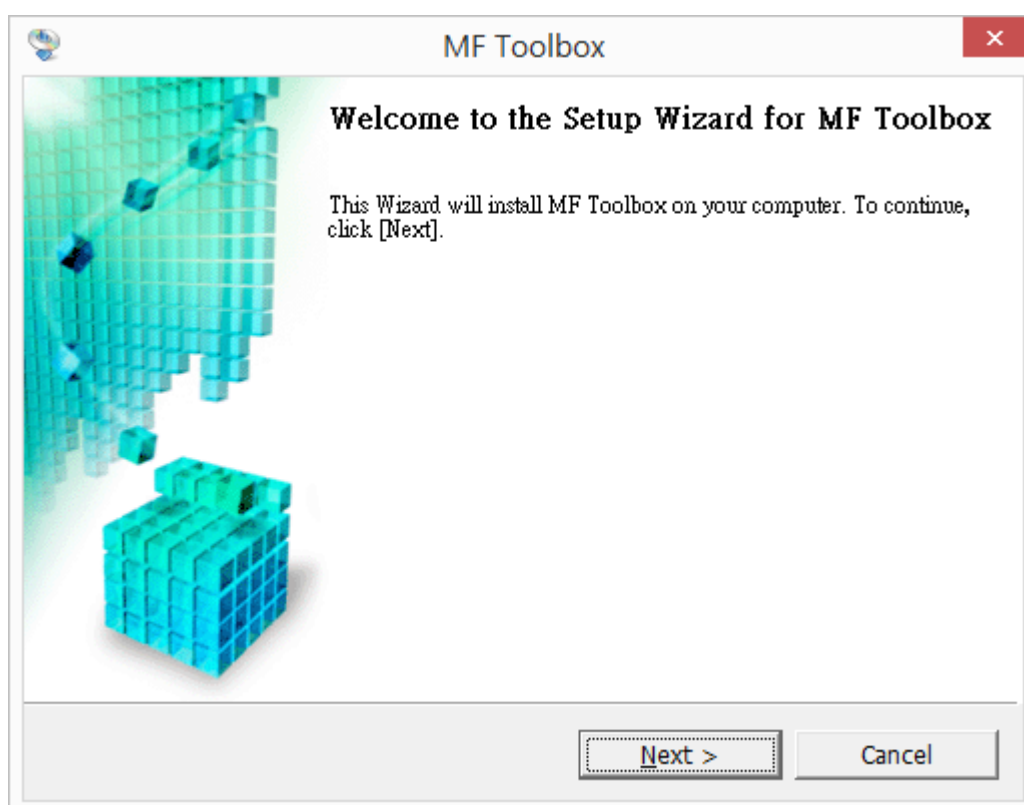 MF Toolbox
Welcome to the Setup Wizard for MF Toolbox
This Wizard will install MF Toolbox on your computer. To continue,
click [Next].
Next >
Cancel